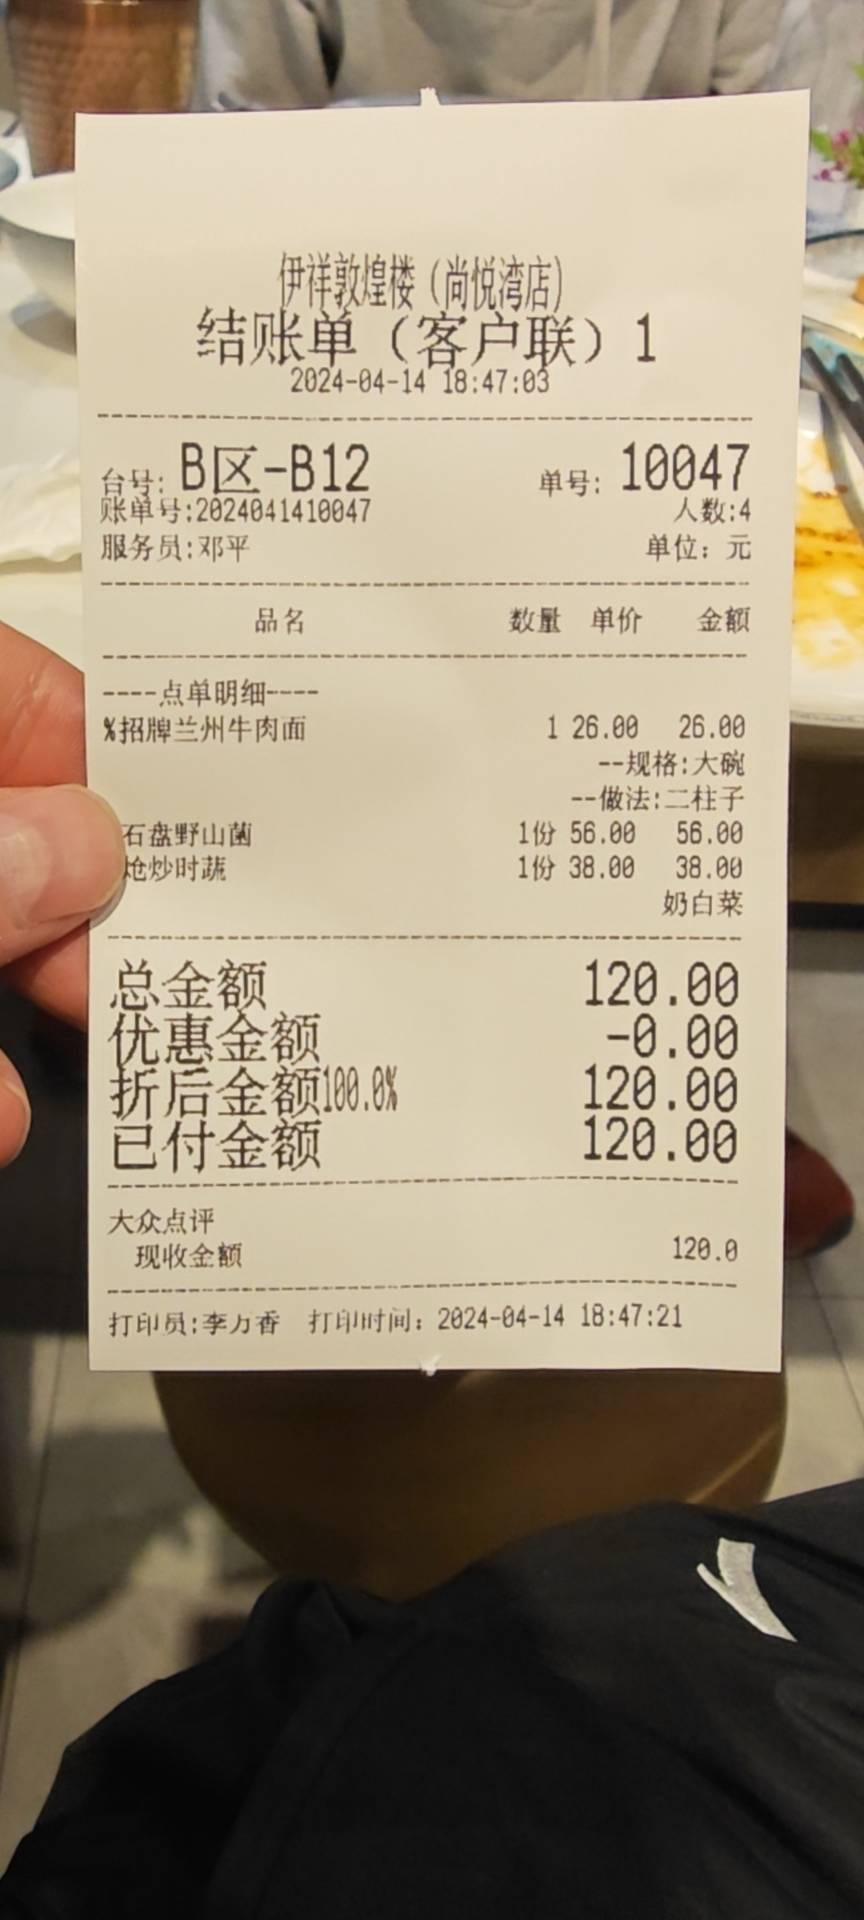 伊祥敦煌楼（尚悦湾店）
结账单（客户联）1
2024-04-14 18:47:03
台号: B区-B12 单号: 10047
账单号:2024041410047 人数:4
服务员:邓平 单位: 元
品名 数量 单价 金额
----点单明细----
%招牌兰州牛肉面 1 26.00 26.00
--规格:大碗
--做法:二柱子
石盘野山菌 1份 56.00 56.00
炝炒时蔬 1份 38.00 38.00
奶白菜
总金额 120.00
优惠金额 -0.00
折后金额100.0% 120.00
已付金额 120.00
大众点评
现收金额 120.0
打印员:李万香 打印时间: 2024-04-14 18:47:21